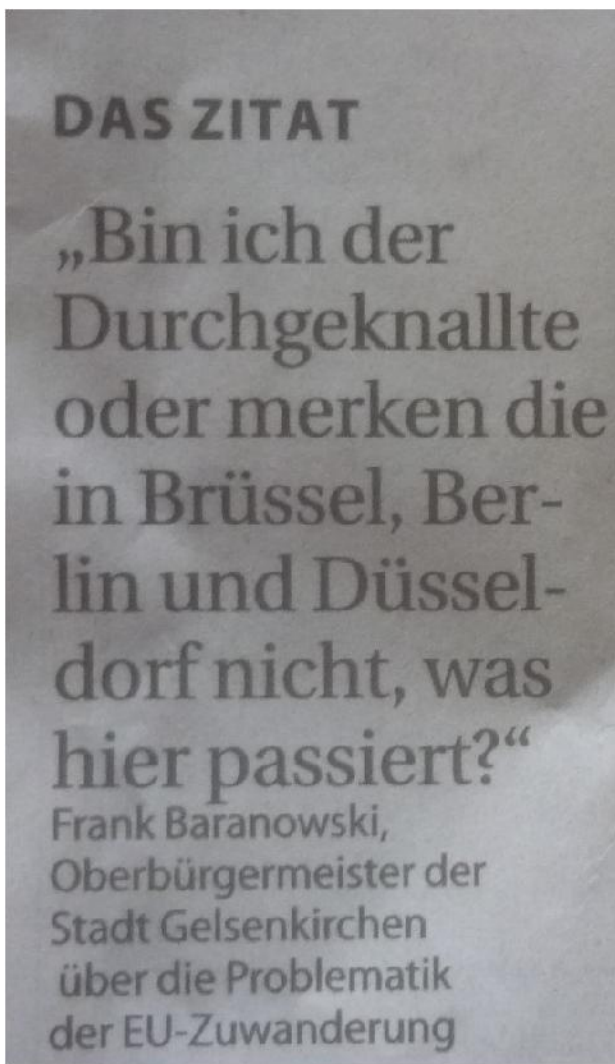 DAS ZITAT
„Bin ich der
Durchgeknallte
oder merken die
in Brüssel, Ber-
lin und Düssel-
dorf nicht, was
hier passiert?“
Frank Baranowski,
Oberbürgermeister der
Stadt Gelsenkirchen
über die Problematik
der EU-Zuwanderung